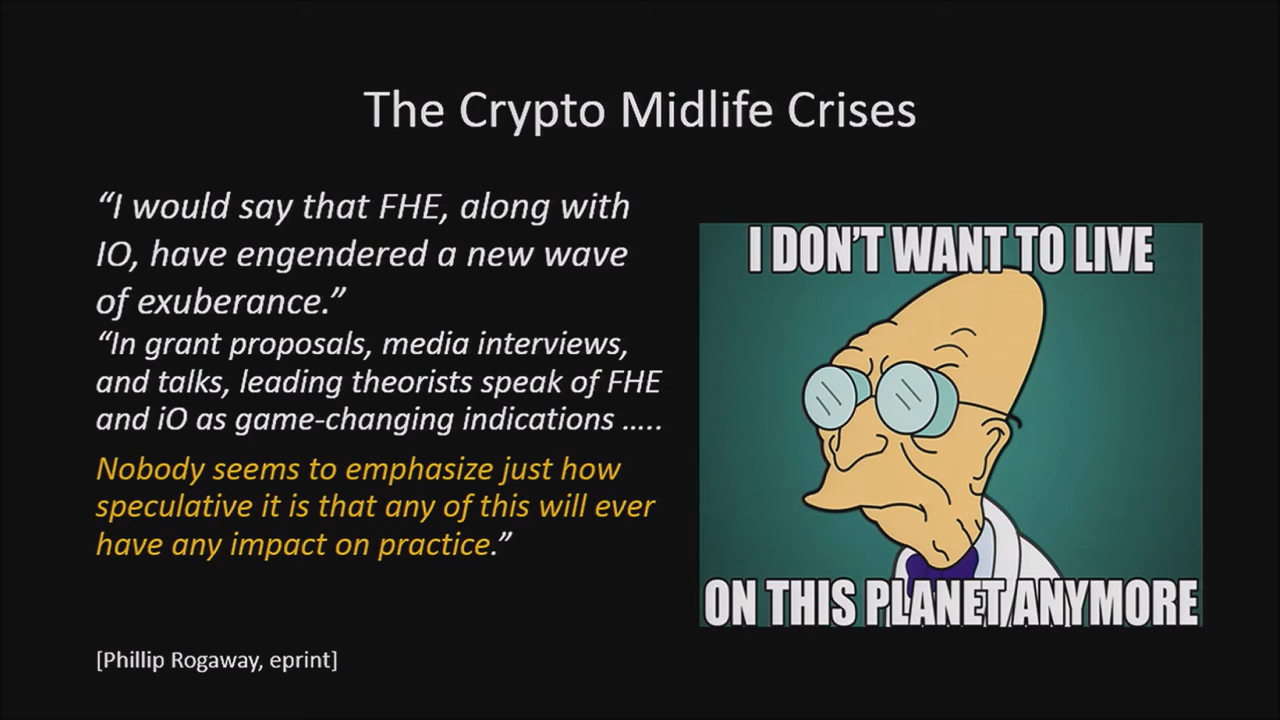 The Crypto Midlife Crises
“I would say that FHE, along with
IO, have engendered a new wave
of exuberance.”
“In grant proposals, media interviews,
and talks, leading theorists speak of FHE
and iO as game-changing indications …..
Nobody seems to emphasize just how
speculative it is that any of this will ever
have any impact on practice.”
[Phillip Rogaway, eprint]
I DON'T WANT TO LIVE
ON THIS PLANET ANYMORE